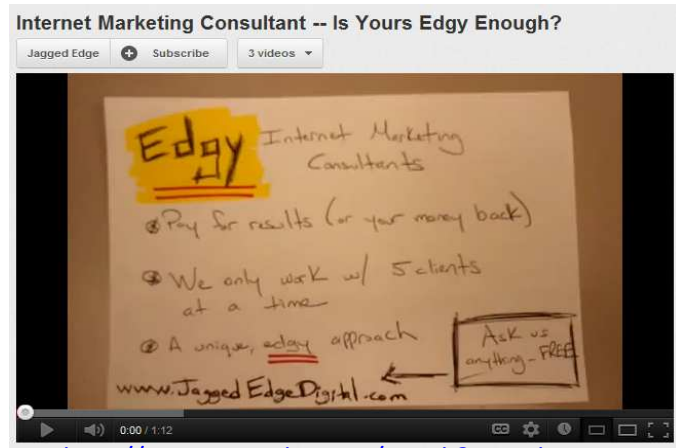 Internet Marketing Consultant -- Is Yours Edgy Enough?
Jagged Edge Subscribe 3 videos
Edgy Internet Marketing
Consultants
Pay for results (or your money back)
We only work w/ 5 clients
at a time
A unique, edgy approach
Ask us
anything - FREE
www.JaggedEdgeDigital.com
0:00 / 1:12 CC